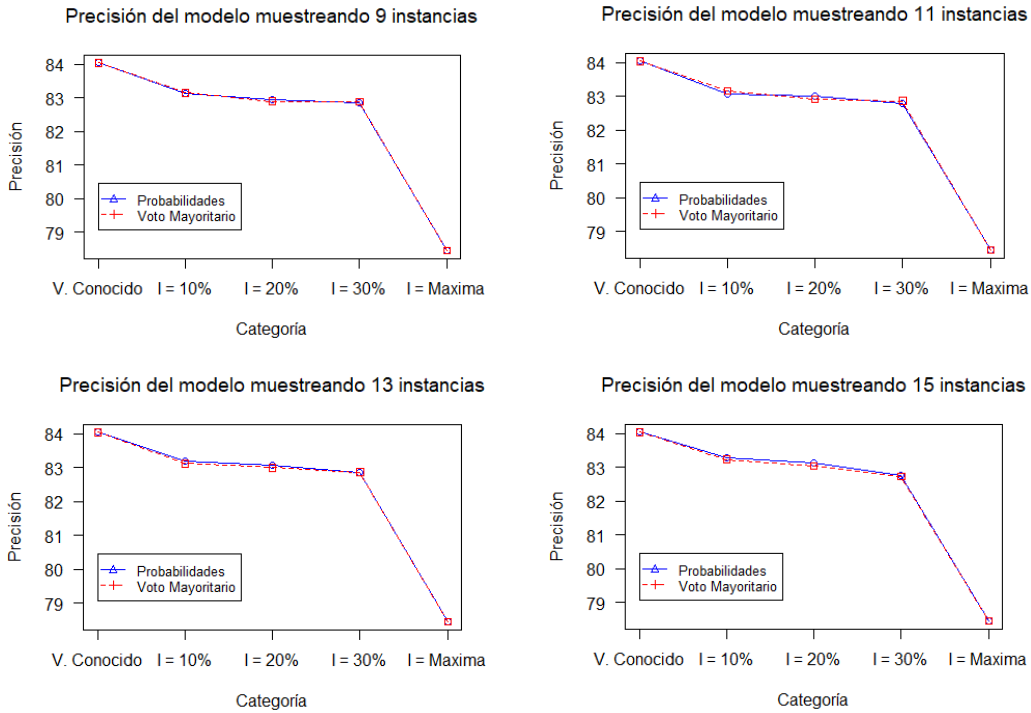 Precisión del modelo muestreando 9 instancias
Precisión
84
83
82
81
80
79
Probabilidades
Voto Mayoritario
V. Conocido I = 10% I = 20% I = 30% I = Maxima
Categoría
Precisión del modelo muestreando 11 instancias
Precisión
84
83
82
81
80
79
Probabilidades
Voto Mayoritario
V. Conocido I = 10% I = 20% I = 30% I = Maxima
Categoría
Precisión del modelo muestreando 13 instancias
Precisión
84
83
82
81
80
79
Probabilidades
Voto Mayoritario
V. Conocido I = 10% I = 20% I = 30% I = Maxima
Categoría
Precisión del modelo muestreando 15 instancias
Precisión
84
83
82
81
80
79
Probabilidades
Voto Mayoritario
V. Conocido I = 10% I = 20% I = 30% I = Maxima
Categoría